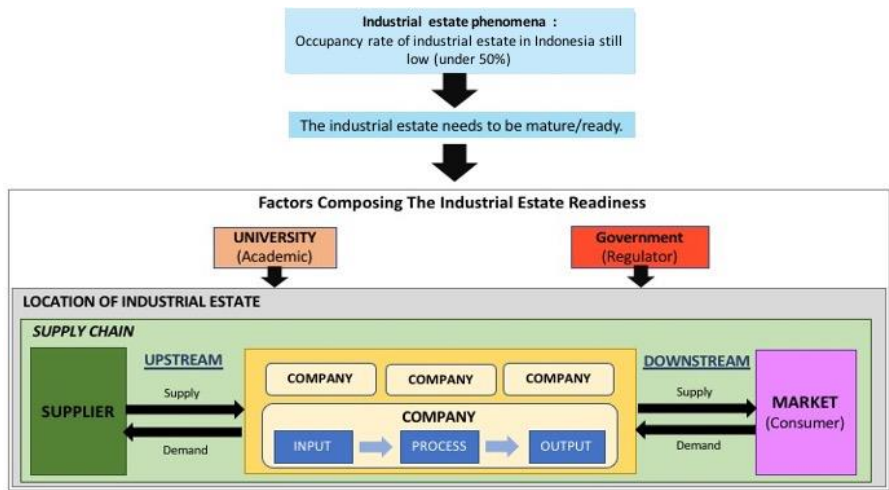 Industrial estate phenomena :
Occupancy rate of industrial estate in Indonesia still
low (under 50%)
The industrial estate needs to be mature/ready.
Factors Composing The Industrial Estate Readiness
UNIVERSITY
(Academic)
Government
(Regulator)
LOCATION OF INDUSTRIAL ESTATE
SUPPLY CHAIN
SUPPLIER
UPSTREAM
Supply
Demand
COMPANY
COMPANY
COMPANY
COMPANY
INPUT
PROCESS
OUTPUT
DOWNSTREAM
Supply
Demand
MARKET
(Consumer)